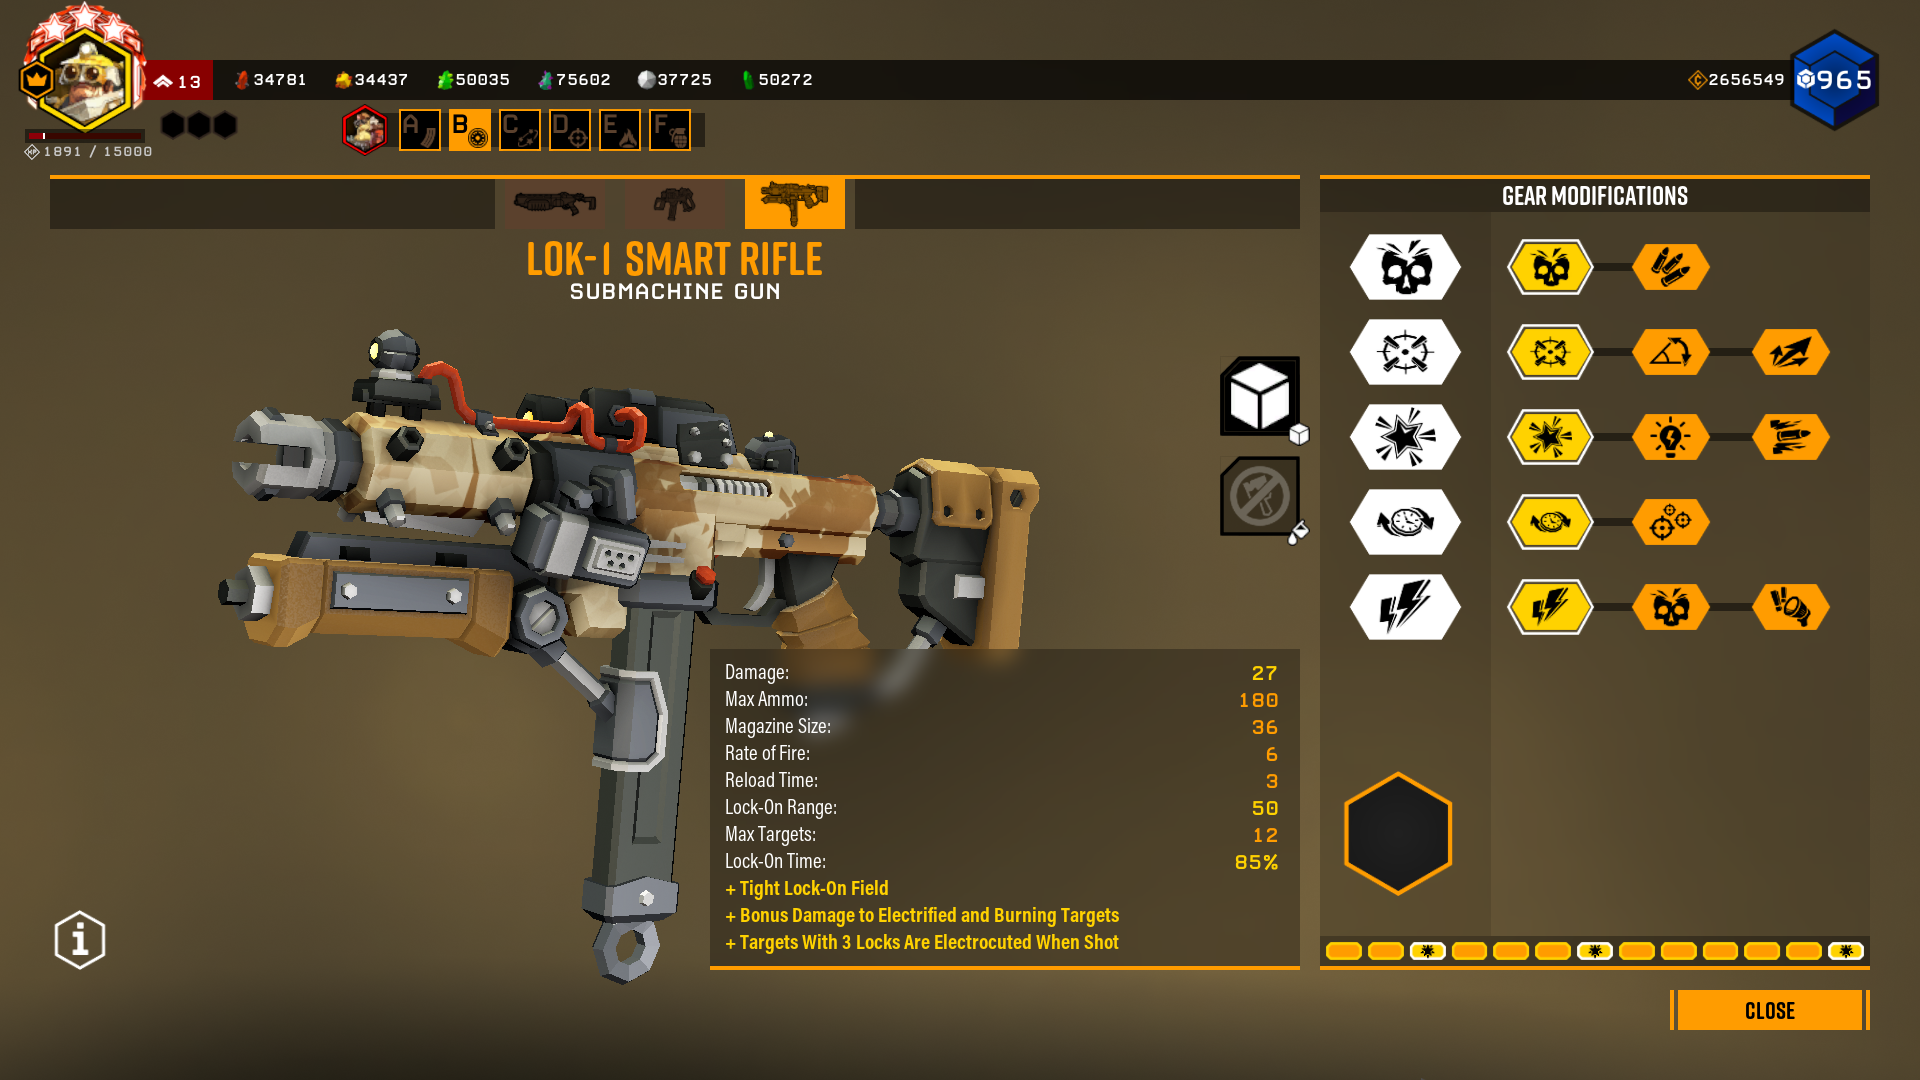 13
34781
34437
50035
75602
37725
50272
2656549
965
1891 / 15000
A
B
C
D
E
F
GEAR MODIFICATIONS
LOK-1 SMART RIFLE
SUBMACHINE GUN
Damage: 27
Max Ammo: 180
Magazine Size: 36
Rate of Fire: 6
Reload Time: 3
Lock-On Range: 50
Max Targets: 12
Lock-On Time: 85%
+ Tight Lock-On Field
+ Bonus Damage to Electrified and Burning Targets
+ Targets With 3 Locks Are Electrocuted When Shot
CLOSE